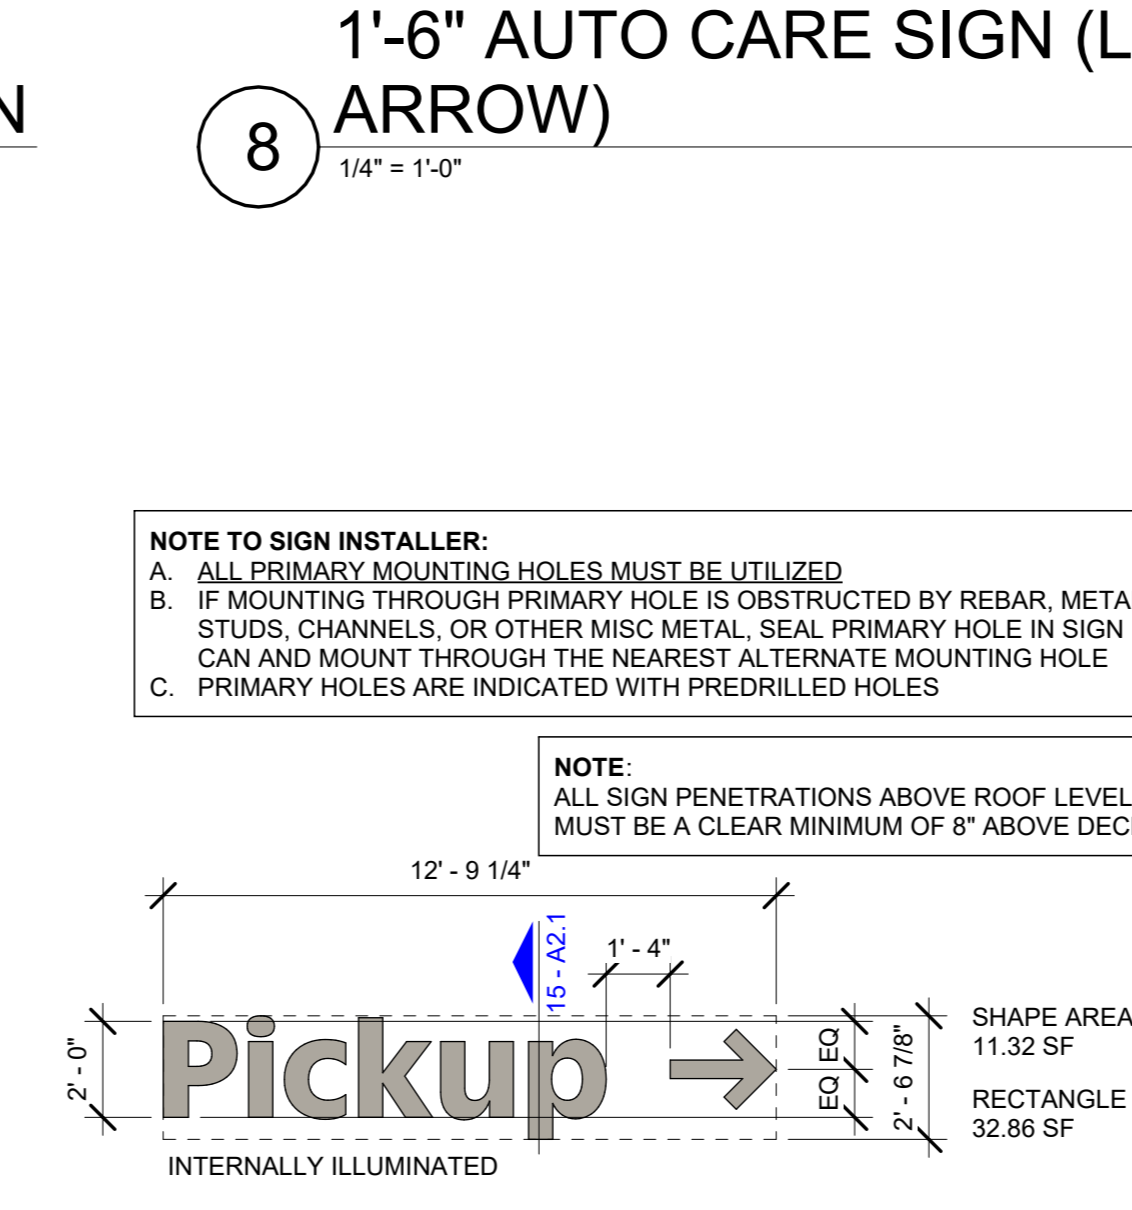 N
1'-6" AUTO CARE SIGN (L
ARROW)
8
1/4" = 1'-0"
NOTE TO SIGN INSTALLER:
A. ALL PRIMARY MOUNTING HOLES MUST BE UTILIZED
B. IF MOUNTING THROUGH PRIMARY HOLE IS OBSTRUCTED BY REBAR, META
STUDS, CHANNELS, OR OTHER MISC METAL, SEAL PRIMARY HOLE IN SIGN
CAN AND MOUNT THROUGH THE NEAREST ALTERNATE MOUNTING HOLE
C. PRIMARY HOLES ARE INDICATED WITH PREDRILLED HOLES
NOTE:
ALL SIGN PENETRATIONS ABOVE ROOF LEVEL
MUST BE A CLEAR MINIMUM OF 8" ABOVE DEC
12' - 9 1/4"
15 - A2.1
1' - 4"
2' - 0"
Pickup
EQ EQ
2' - 6 7/8"
SHAPE AREA
11.32 SF
RECTANGLE
32.86 SF
INTERNALLY ILLUMINATED